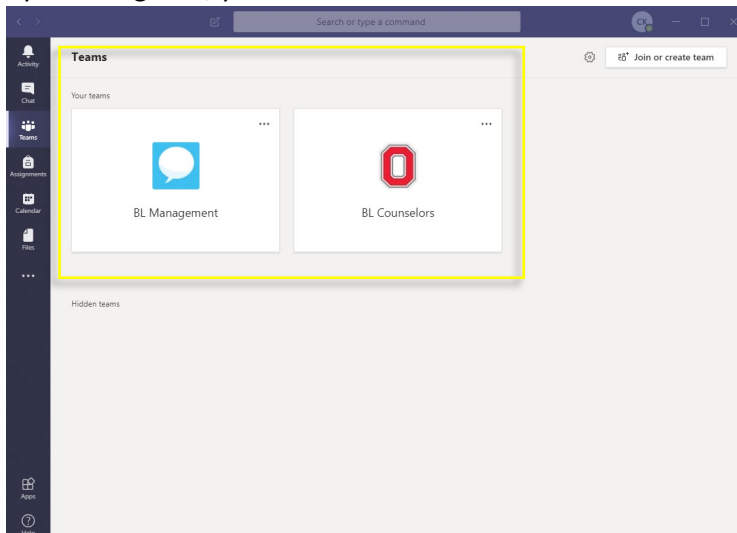 Search or type a command
CK
Activity
Chat
Teams
Assignments
Calendar
Files
Apps
Help
Teams
Join or create team
Your teams
BL Management
BL Counselors
Hidden teams